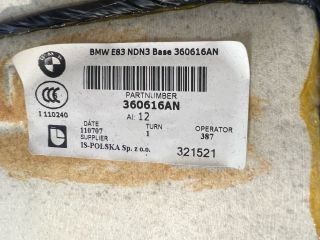 BMW E83 NDN3 Base 360616AN
PARTNUMBER
360616AN
I 110240
AI: 12
DATE TURN OPERATOR
110707 1 387
SUPPLIER
IS-POLSKA Sp. z o.o.
321521